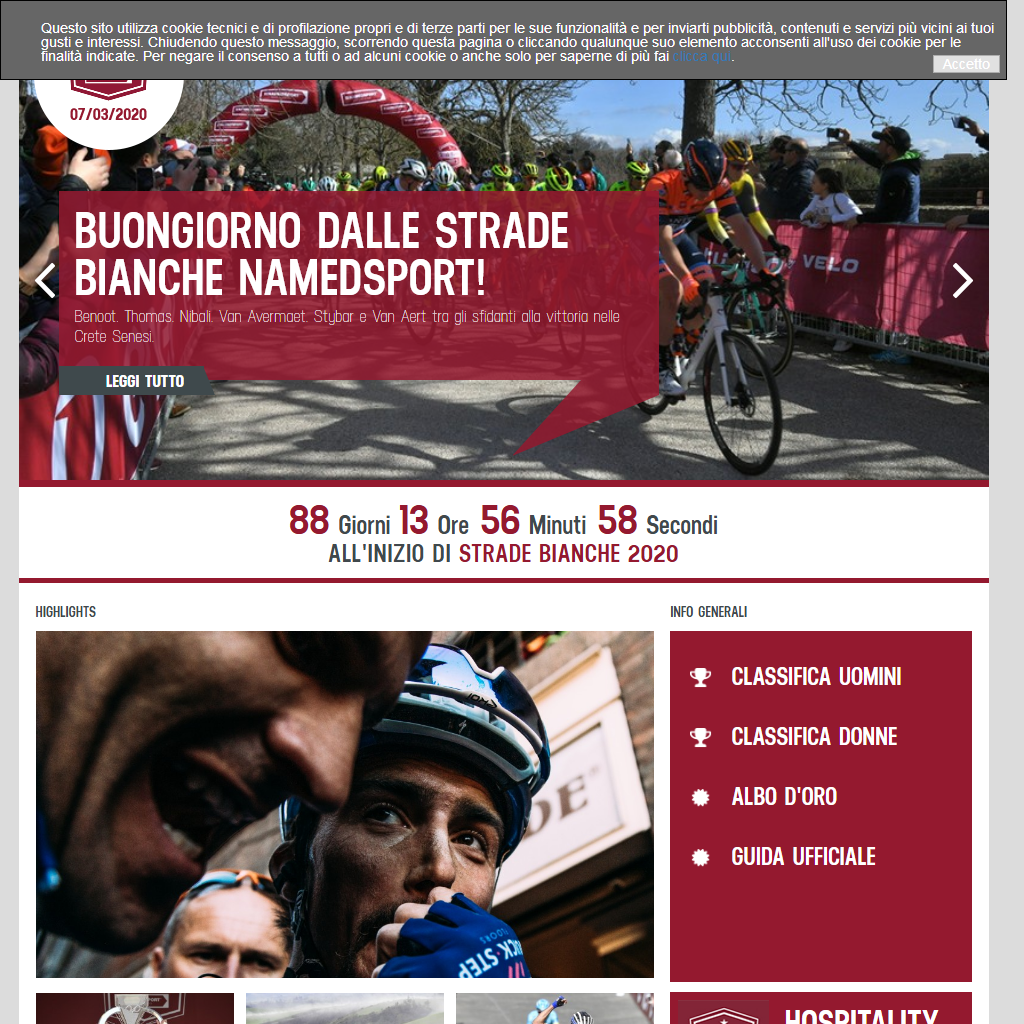 Questo sito utilizza cookie tecnici e di profilazione propri e di terze parti per le sue funzionalità e per inviarti pubblicità, contenuti e servizi più vicini ai tuoi
gusti e interessi. Chiudendo questo messaggio, scorrendo questa pagina o cliccando qualunque suo elemento acconsenti all'uso dei cookie per le
finalità indicate. Per negare il consenso a tutti o ad alcuni cookie o anche solo per saperne di più fai clicca qui.
Accetto
07/03/2020
VELO
BUONGIORNO DALLE STRADE
BIANCHE NAMEDSPORT!
Benoot, Thomas, Nibali, Van Avermaet, Stybar e Van Aert tra gli sfidanti alla vittoria nelle
Crete Senesi.
LEGGI TUTTO
88 Giorni 13 Ore 56 Minuti 58 Secondi
ALL'INIZIO DI STRADE BIANCHE 2020
HIGHLIGHTS
INFO GENERALI
CLASSIFICA UOMINI
CLASSIFICA DONNE
ALBO D'ORO
GUIDA UFFICIALE
DE
CK-STEP
HOSPITALITY